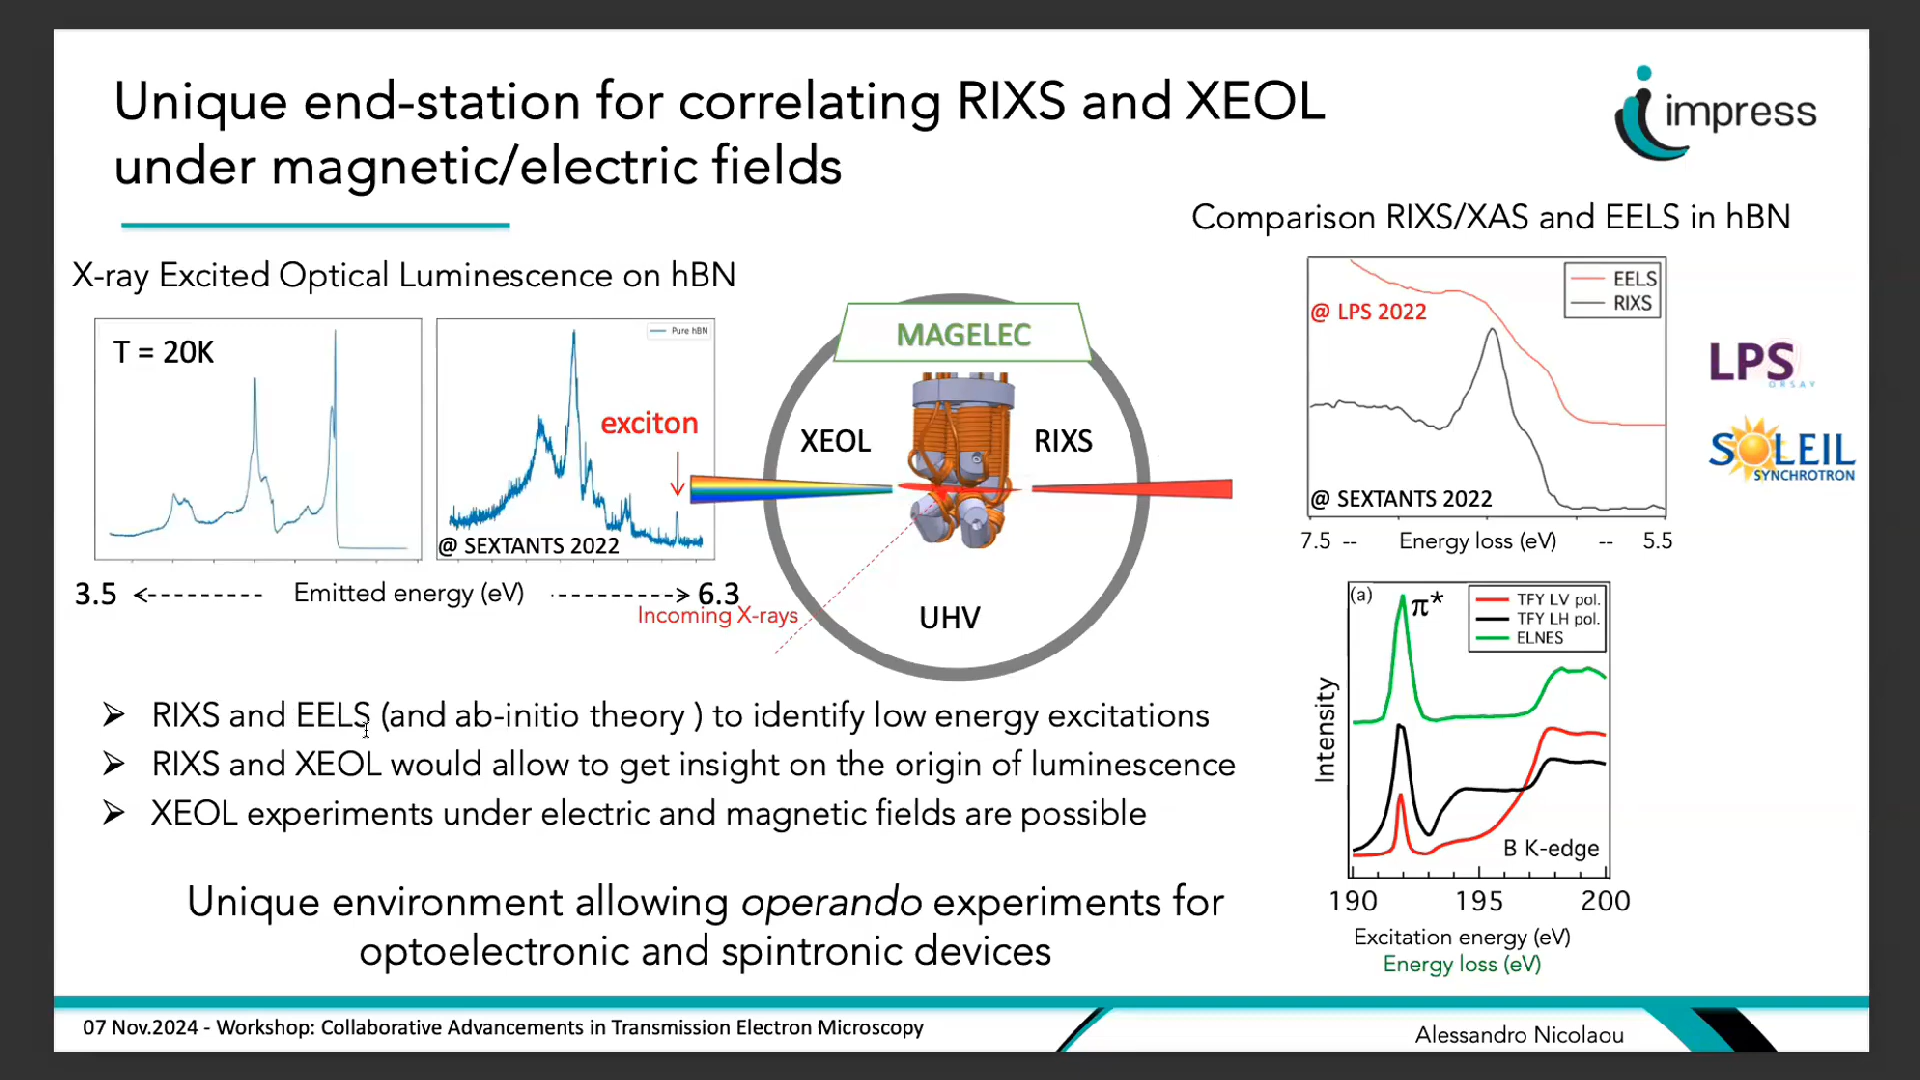 Unique end-station for correlating RIXS and XEOL
under magnetic/electric fields
impress
Comparison RIXS/XAS and EELS in hBN
X-ray Excited Optical Luminescence on hBN
T = 20K
Pure hBN
exciton
@ SEXTANTS 2022
3.5 <-------- Emitted energy (eV) ---------> 6.3
Incoming X-rays
MAGELEC
XEOL
RIXS
UHV
EELS
RIXS
@ LPS 2022
@ SEXTANTS 2022
7.5 -- Energy loss (eV) -- 5.5
LPS
ORSAY
SOLEIL
SYNCHROTRON
(a)
π*
TFY LV pol.
TFY LH pol.
ELNES
Intensity
B K-edge
190 195 200
Excitation energy (eV)
Energy loss (eV)
➢ RIXS and EELS (and ab-initio theory ) to identify low energy excitations
➢ RIXS and XEOL would allow to get insight on the origin of luminescence
➢ XEOL experiments under electric and magnetic fields are possible
Unique environment allowing operando experiments for
optoelectronic and spintronic devices
07 Nov.2024 - Workshop: Collaborative Advancements in Transmission Electron Microscopy
Alessandro Nicolaou